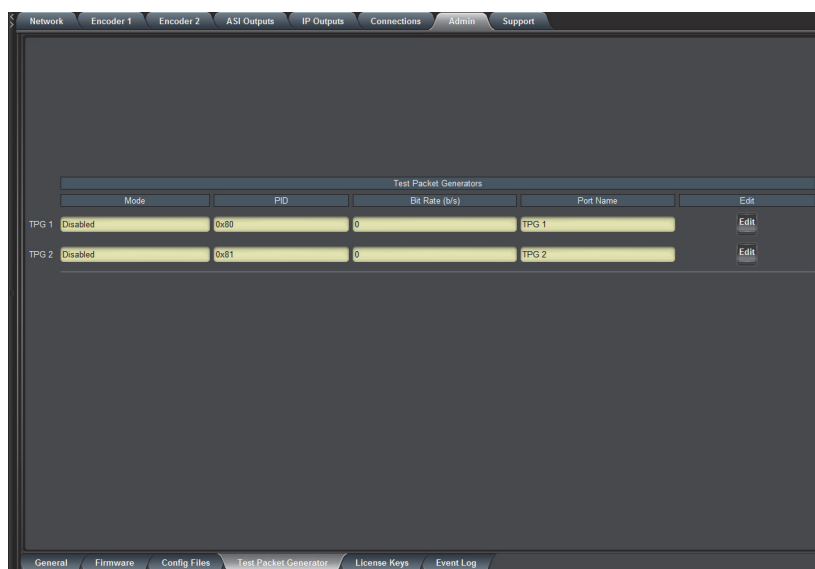 Network Encoder 1 Encoder 2 ASI Outputs IP Outputs Connections Admin Support
Test Packet Generators
Mode PID Bit Rate (b/s) Port Name Edit
TPG 1 Disabled 0x80 0 TPG 1 Edit
TPG 2 Disabled 0x81 0 TPG 2 Edit
General Firmware Config Files Test Packet Generator License Keys Event Log